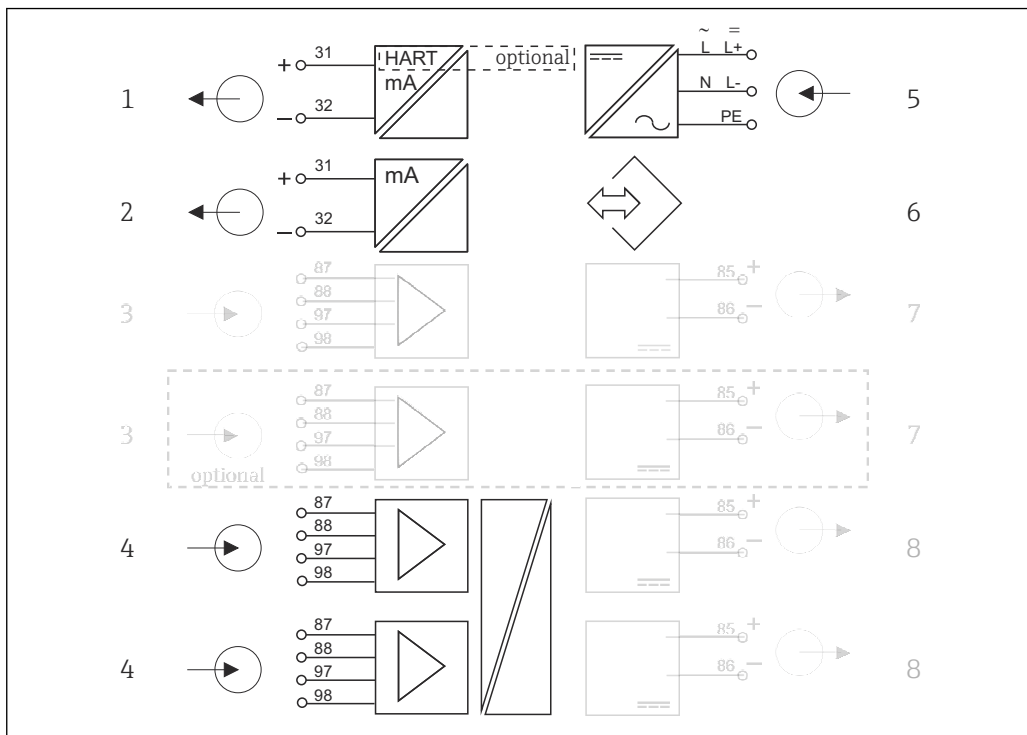 ~ =
31 HART optional L L+
+ mA
1 N L- 5
32
− PE
31
+ mA
2 6
32
−
87 85 +
88
3 97 86 − 7
98
87 85 +
88
3 97 86 − 7
optional 98
87 85 +
88
4 97 86 − 8
98
87 85 +
88
4 97 86 − 8
98